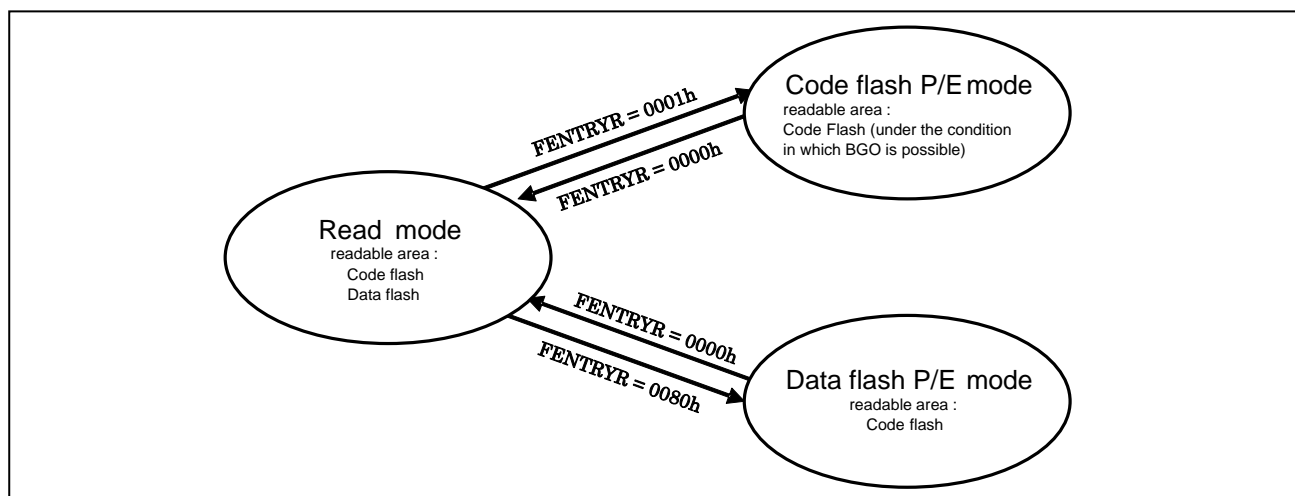 Code flash P/E mode
readable area :
Code Flash (under the condition
in which BGO is possible)
FENTRYR = 0001h
FENTRYR = 0000h
Read mode
readable area :
Code flash
Data flash
FENTRYR = 0000h
FENTRYR = 0080h
Data flash P/E mode
readable area :
Code flash